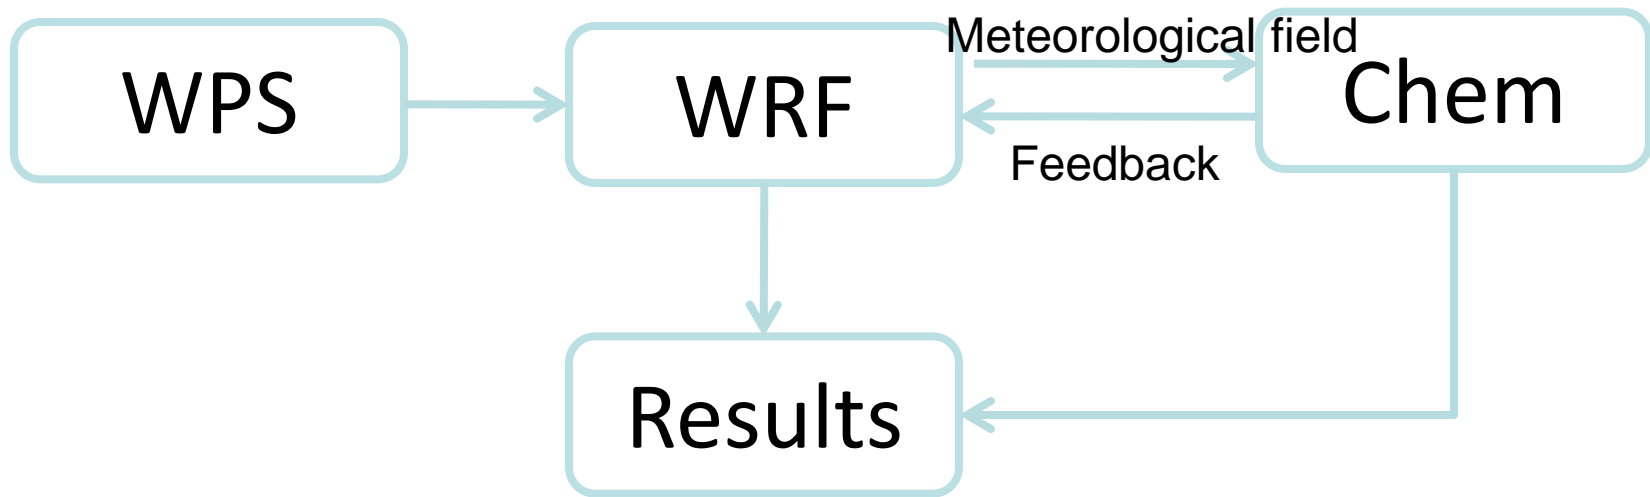 WPS
WRF
Meteorological field
Chem
Feedback
Results